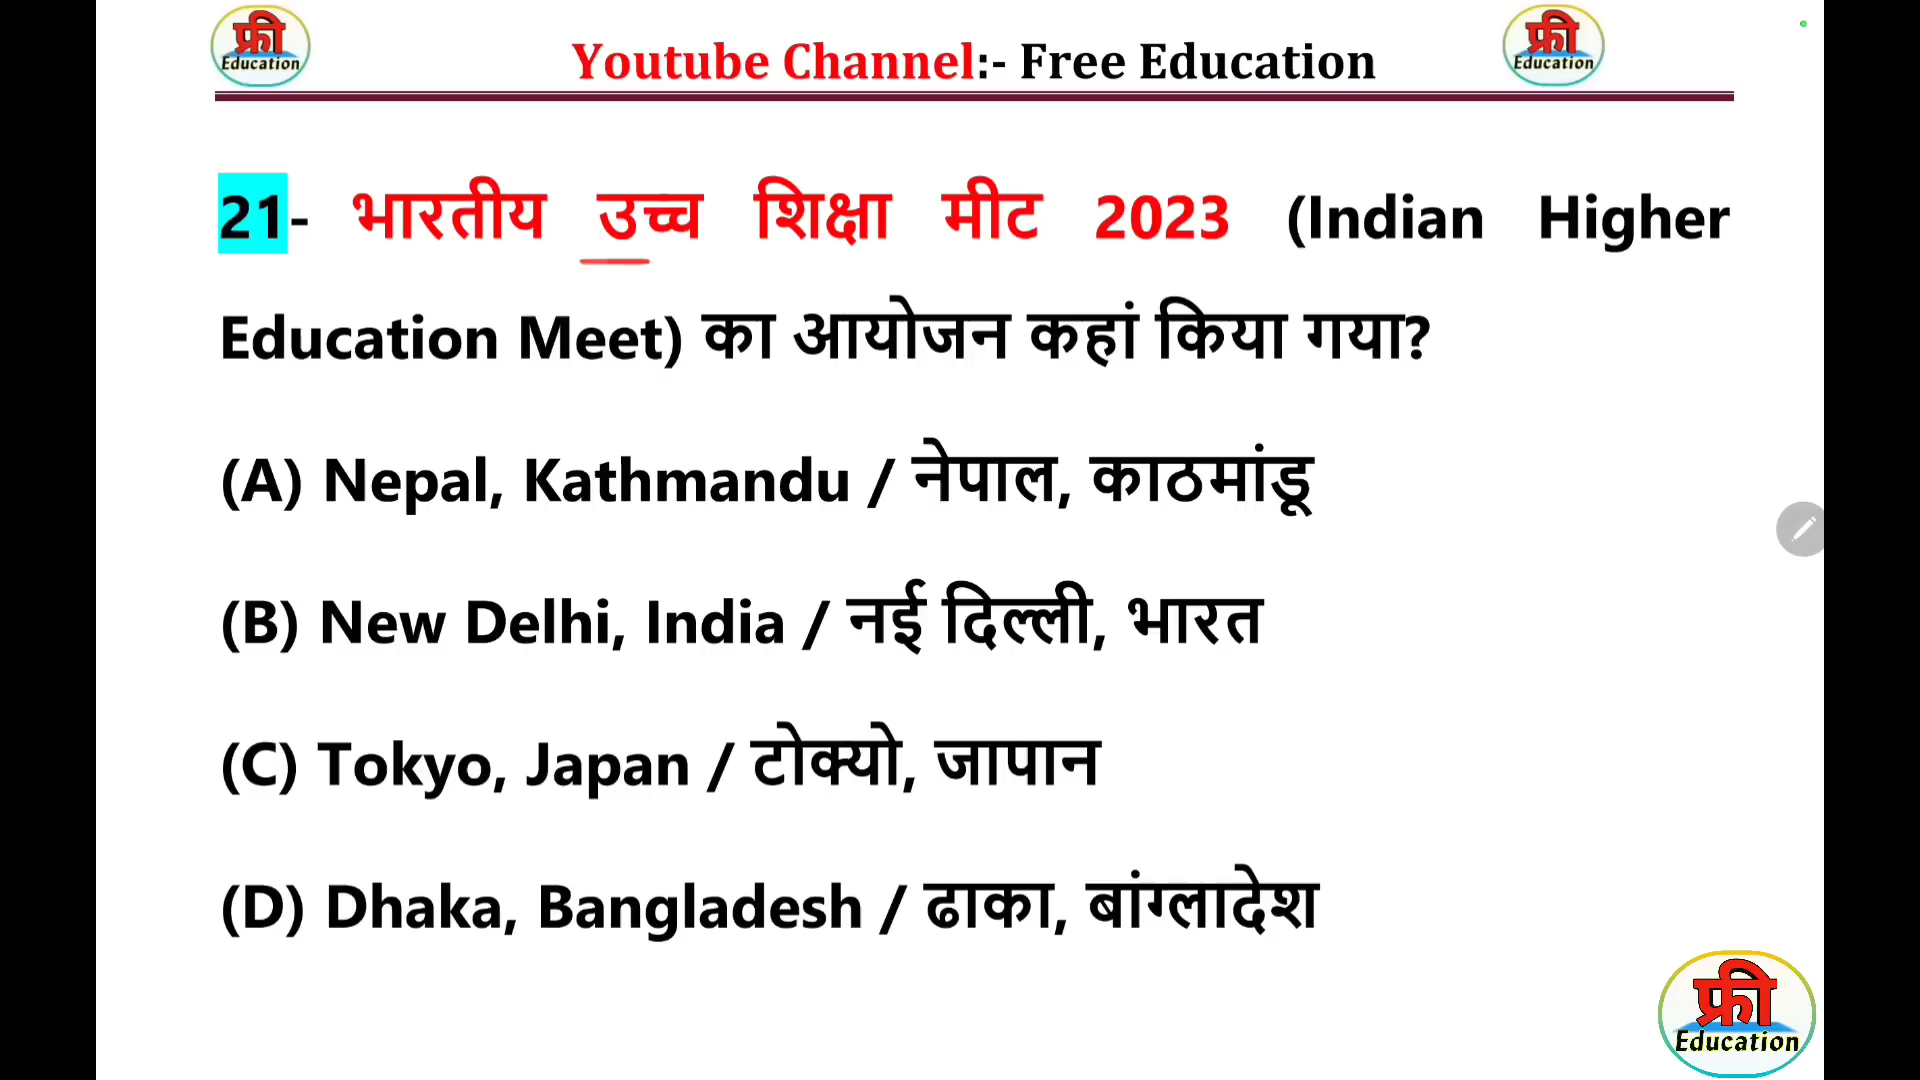 फ्री Education
Youtube Channel:- Free Education
फ्री Education
21- भारतीय उच्च शिक्षा मीट 2023 (Indian Higher
Education Meet) का आयोजन कहां किया गया?
(A) Nepal, Kathmandu / नेपाल, काठमांडू
(B) New Delhi, India / नई दिल्ली, भारत
(C) Tokyo, Japan / टोक्यो, जापान
(D) Dhaka, Bangladesh / ढाका, बांग्लादेश
फ्री
Education